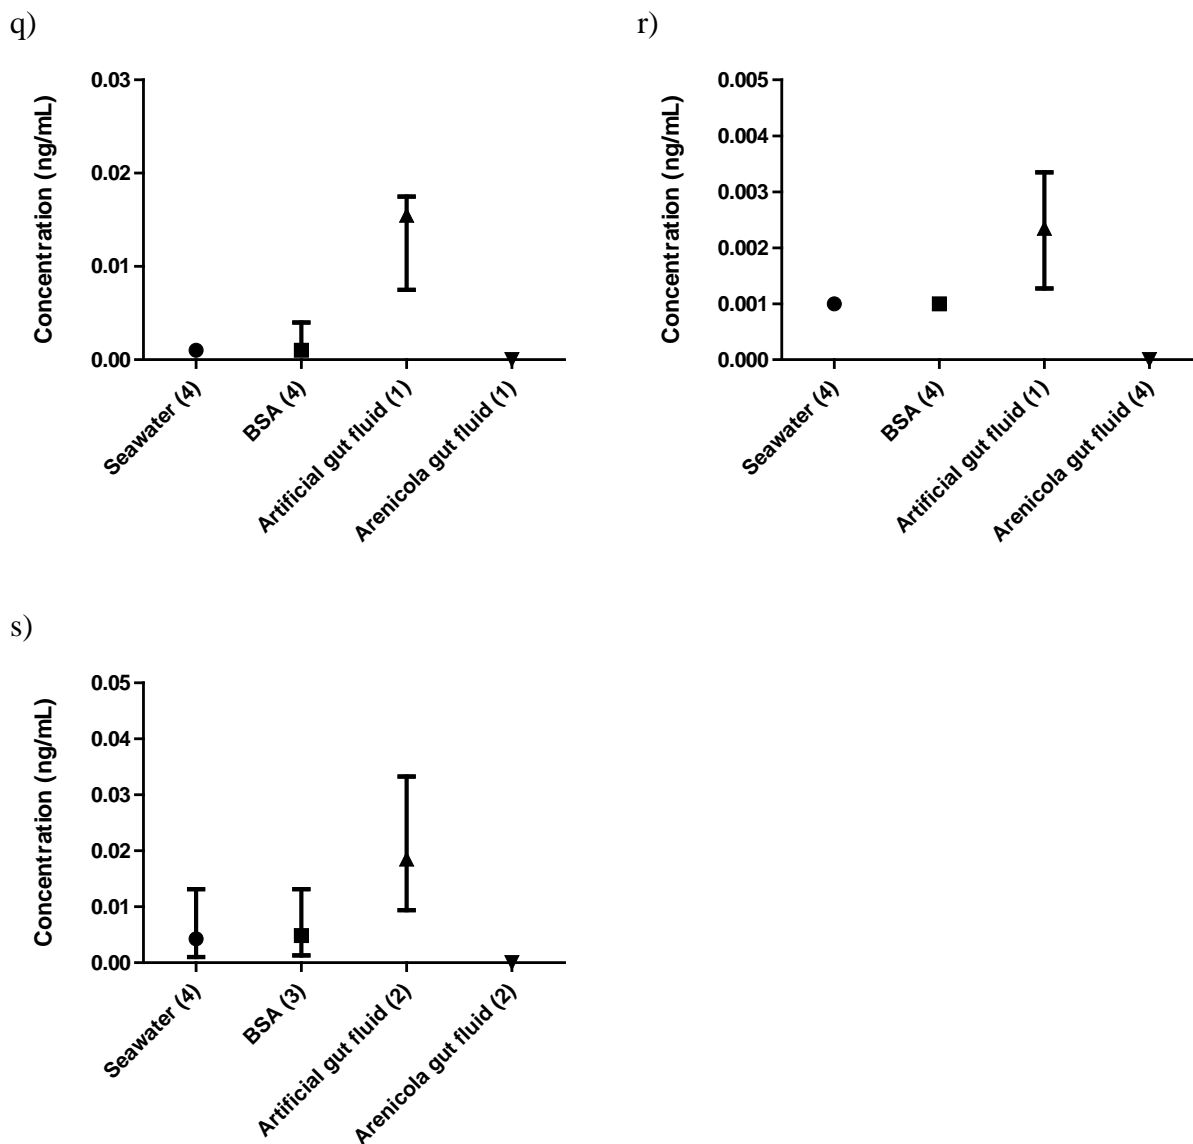 q)
Concentration (ng/mL)
0.03
0.02
0.01
0.00
Seawater (4)
BSA (4)
Artificial gut fluid (1)
Arenicola gut fluid (1)
r)
Concentration (ng/mL)
0.005
0.004
0.003
0.002
0.001
0.000
Seawater (4)
BSA (4)
Artificial gut fluid (1)
Arenicola gut fluid (4)
s)
Concentration (ng/mL)
0.05
0.04
0.03
0.02
0.01
0.00
Seawater (4)
BSA (3)
Artificial gut fluid (2)
Arenicola gut fluid (2)